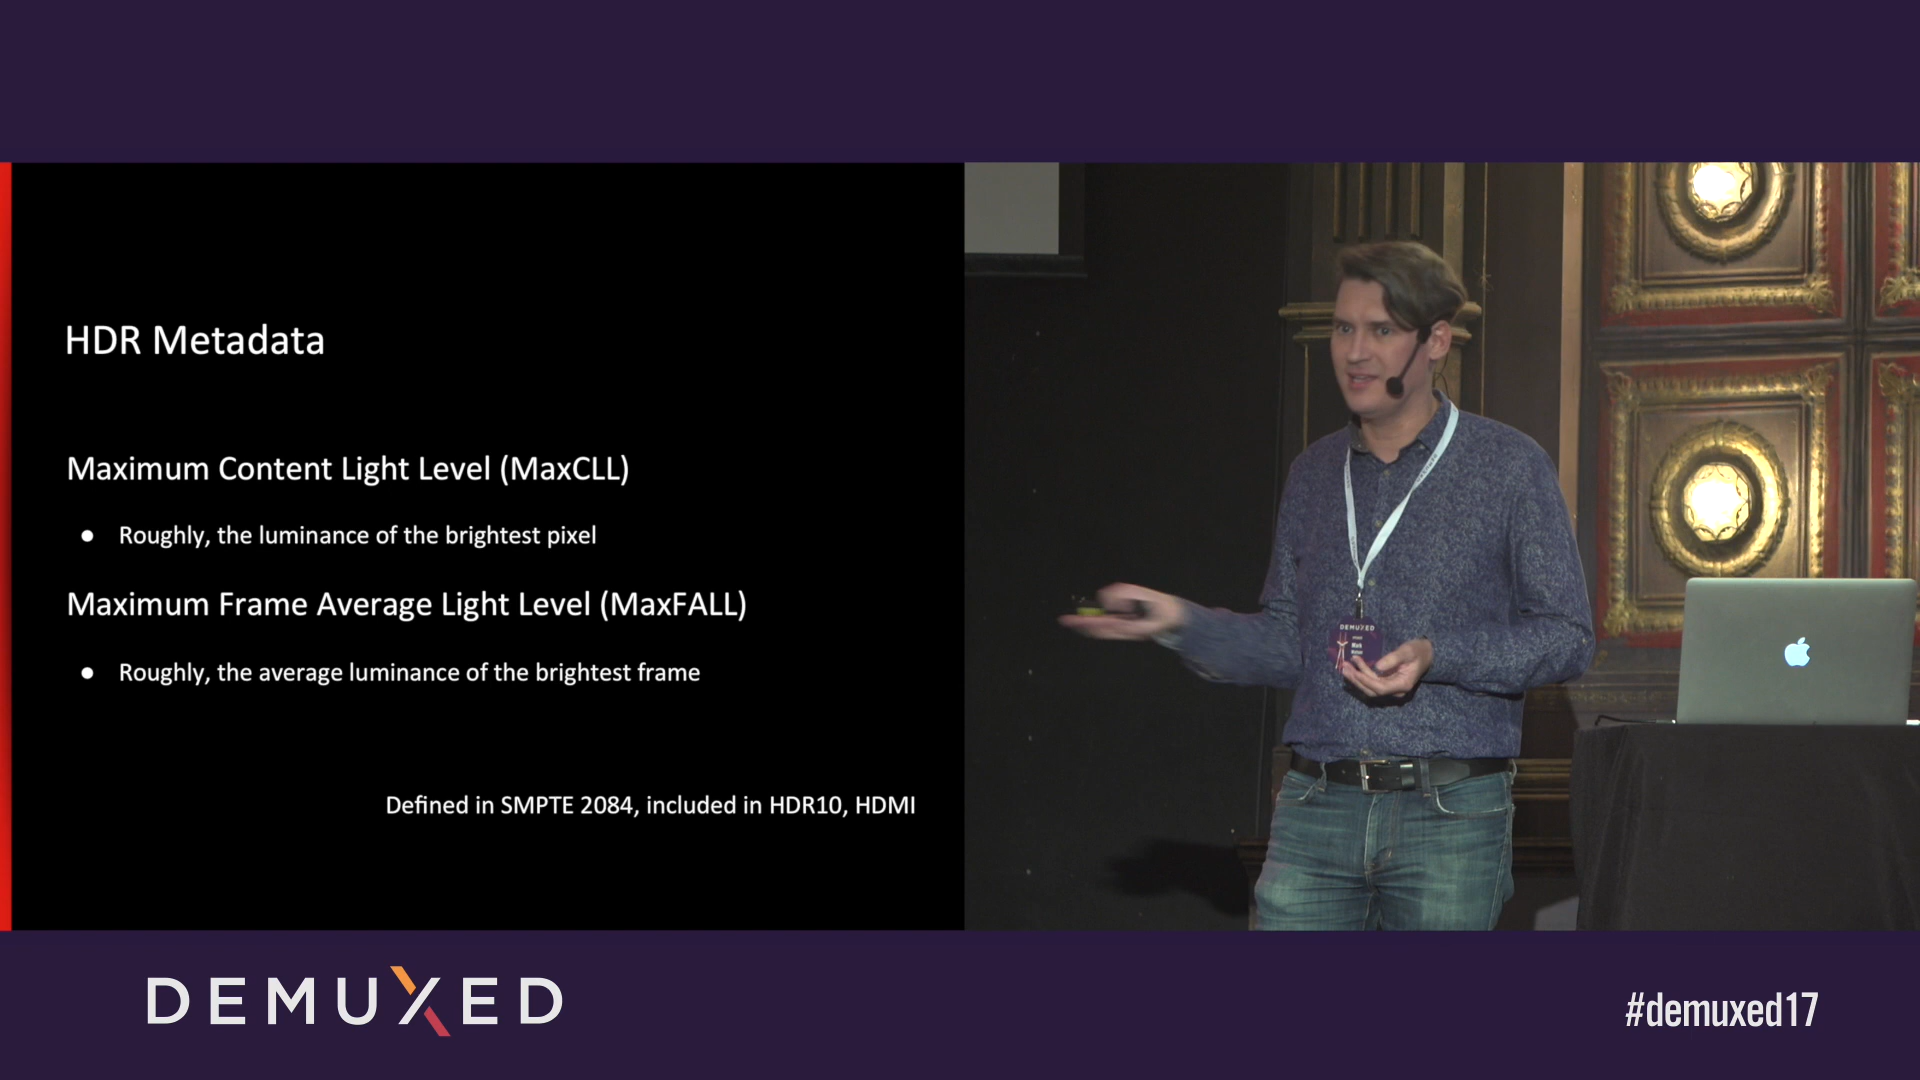 HDR Metadata
Maximum Content Light Level (MaxCLL)
● Roughly, the luminance of the brightest pixel
Maximum Frame Average Light Level (MaxFALL)
● Roughly, the average luminance of the brightest frame
Defined in SMPTE 2084, included in HDR10, HDMI
DEMUXED
Mark
DEMUXED
#demuxed17